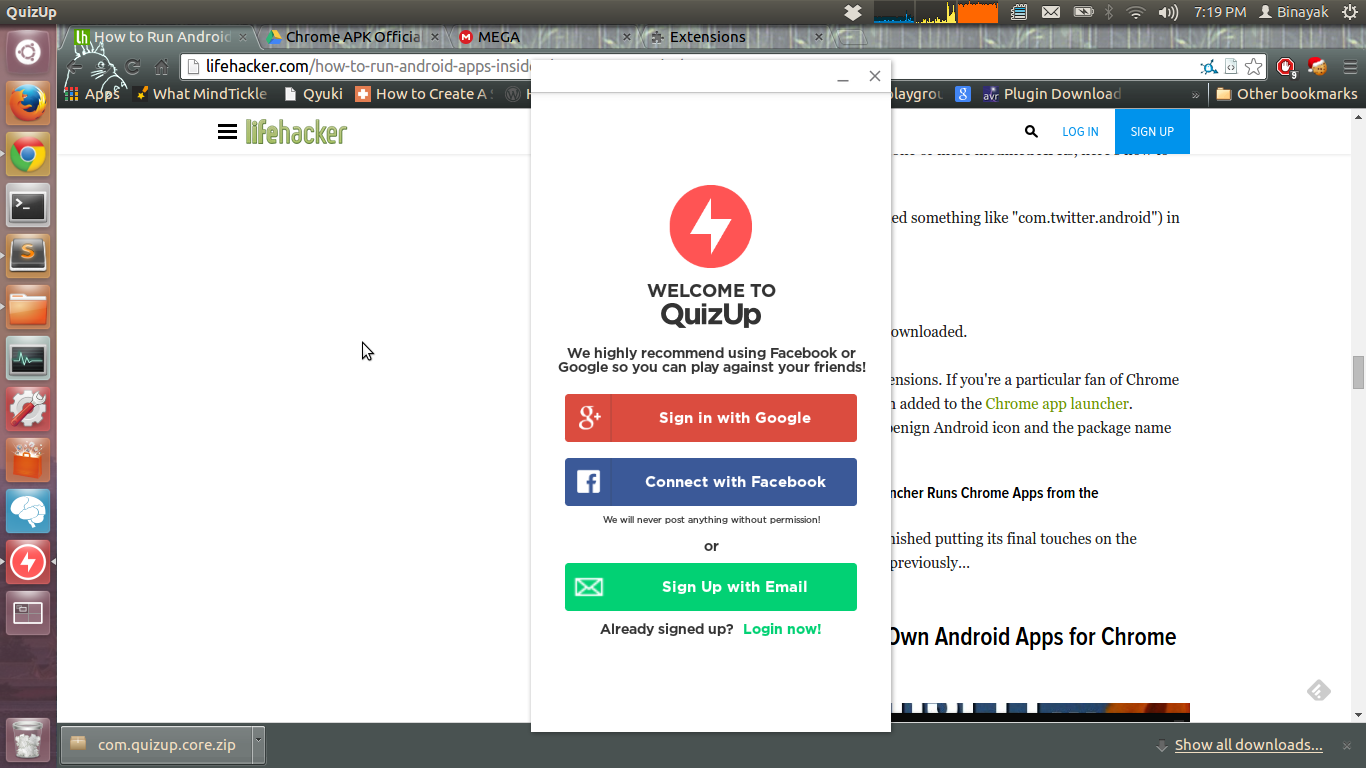 QuizUp
7:19 PM
Binayak
How to Run Android
Chrome APK Officia
MEGA
Extensions
lifehacker.com/how-to-run-android-apps-insid
9
Apps
What MindTickle
Qyuki
How to Create A
playgrou
Plugin Download
»
Other bookmarks
lifehacker
LOG IN
SIGN UP
ed something like "com.twitter.android") in
ownloaded.
ensions. If you're a particular fan of Chrome
n added to the Chrome app launcher.
benign Android icon and the package name
ncher Runs Chrome Apps from the
nished putting its final touches on the
previously...
Own Android Apps for Chrome
WELCOME TO
QuizUp
We highly recommend using Facebook or
Google so you can play against your friends!
Sign in with Google
Connect with Facebook
We will never post anything without permission!
or
Sign Up with Email
Already signed up? Login now!
com.quizup.core.zip
Show all downloads...